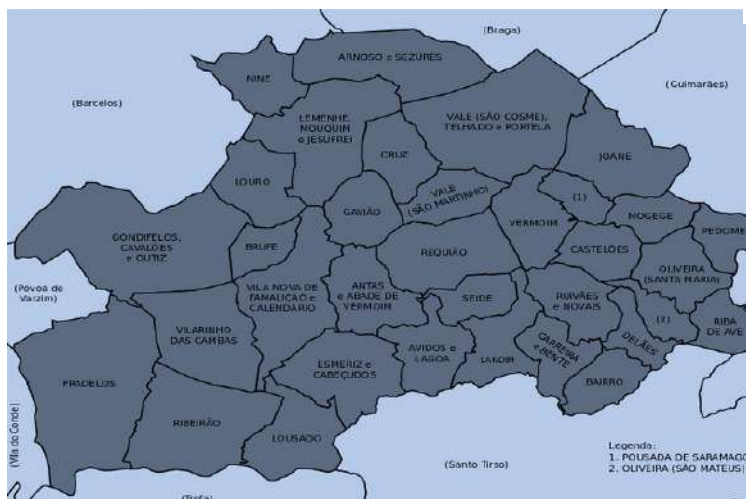 (Braga)
ARNOSO e SEZURES
NINE
(Guimarães)
(Barcelos)
LEMENHE,
MOUQUIN
e JESUFREI
VALE (SÃO COSME),
TELHADO e PORTELA
CRUZ
JOANE
LOURO
VALE
(SÃO MARTINHO)
(1)
GAVIÃO
VERMOIM
MOGEGE
PEDOME
GONDIFELOS,
CAVALÕES
e OUTIZ
BRUFE
REQUIÃO
CASTELÕES
OLIVEIRA
(SANTA MARIA)
(Póvoa de
Varzim)
VILA NOVA DE
FAMALICÃO e
CALENDÁRIO
ANTAS
e ABADE DE
VERMOIM
SEIDE
RUIVÃES
e NOVAIS
(2)
RIBA
DE AVE
VILARINHO
DAS CAMBAS
DELÃES
AVIDOS e
LAGOA
LANDIM
CARREIRA
e BENTE
ESMERIZ e
CABEÇUDOS
FRADELOS
BAIRRO
RIBEIRÃO
LOUSADO
(Vila do Conde)
(Santo Tirso)
Legenda:
1. POUSADA DE SARAMAGO
2. OLIVEIRA (SÃO MATEUS)
(Trofa)